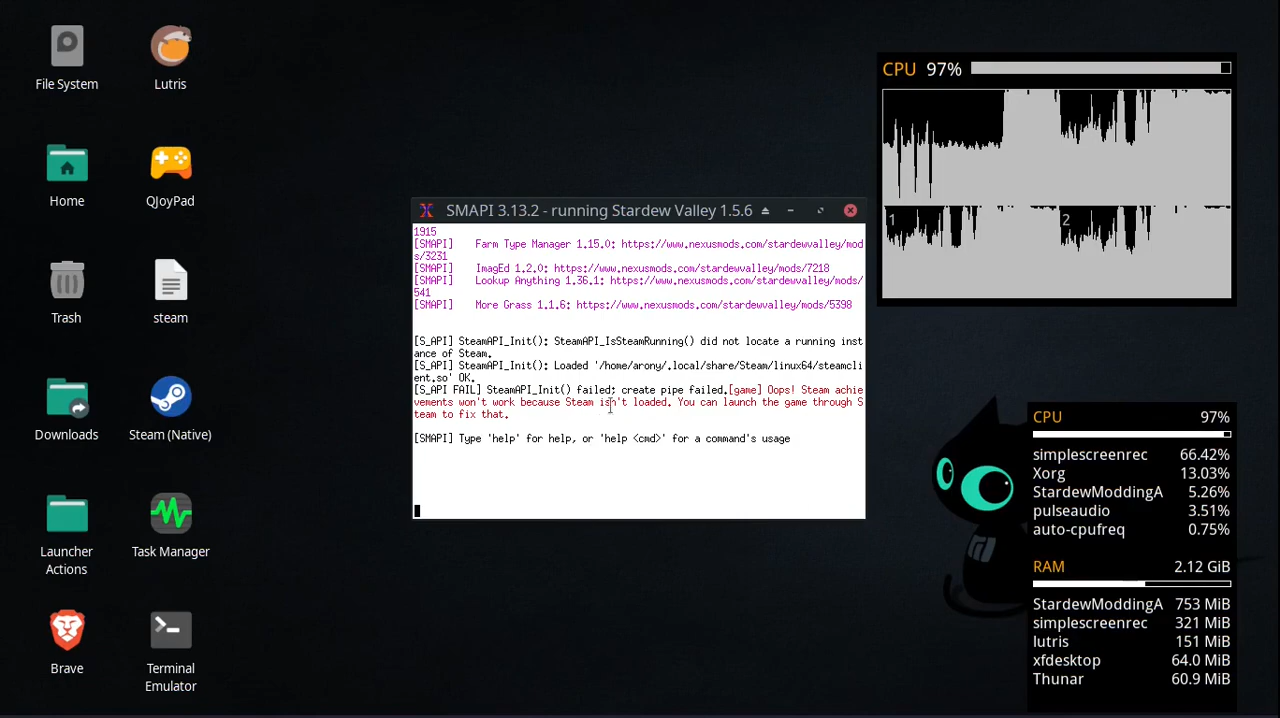 File System
Lutris
Home
QJoyPad
Trash
steam
Downloads
Steam (Native)
Launcher
Actions
Task Manager
Brave
Terminal
Emulator
SMAPI 3.13.2 - running Stardew Valley 1.5.6
1915
[SMAPI]    Farm Type Manager 1.15.0: https://www.nexusmods.com/stardewvalley/mod
s/3231
[SMAPI]    ImagEd 1.2.0: https://www.nexusmods.com/stardewvalley/mods/7218
[SMAPI]    Lookup Anything 1.36.1: https://www.nexusmods.com/stardewvalley/mods/
541
[SMAPI]    More Grass 1.1.6: https://www.nexusmods.com/stardewvalley/mods/5398
[S_API] SteamAPI_Init(): SteamAPI_IsSteamRunning() did not locate a running inst
ance of Steam.
[S_API] SteamAPI_Init(): Loaded '/home/arony/.local/share/Steam/linux64/steamcli
ent.so' OK.
[S_API FAIL] SteamAPI_Init() failed; create pipe failed.[game] Oops! Steam achie
vements won't work because Steam isn't loaded. You can launch the game through S
team to fix that.
[SMAPI] Type 'help' for help, or 'help <cmd>' for a command's usage
CPU 97%
1
2
CPU 97%
simplescreenrec 66.42%
Xorg 13.03%
StardewModdingA 5.26%
pulseaudio 3.51%
auto-cpufreq 0.75%
RAM 2.12 GiB
StardewModdingA 753 MiB
simplescreenrec 321 MiB
lutris 151 MiB
xfdesktop 64.0 MiB
Thunar 60.9 MiB